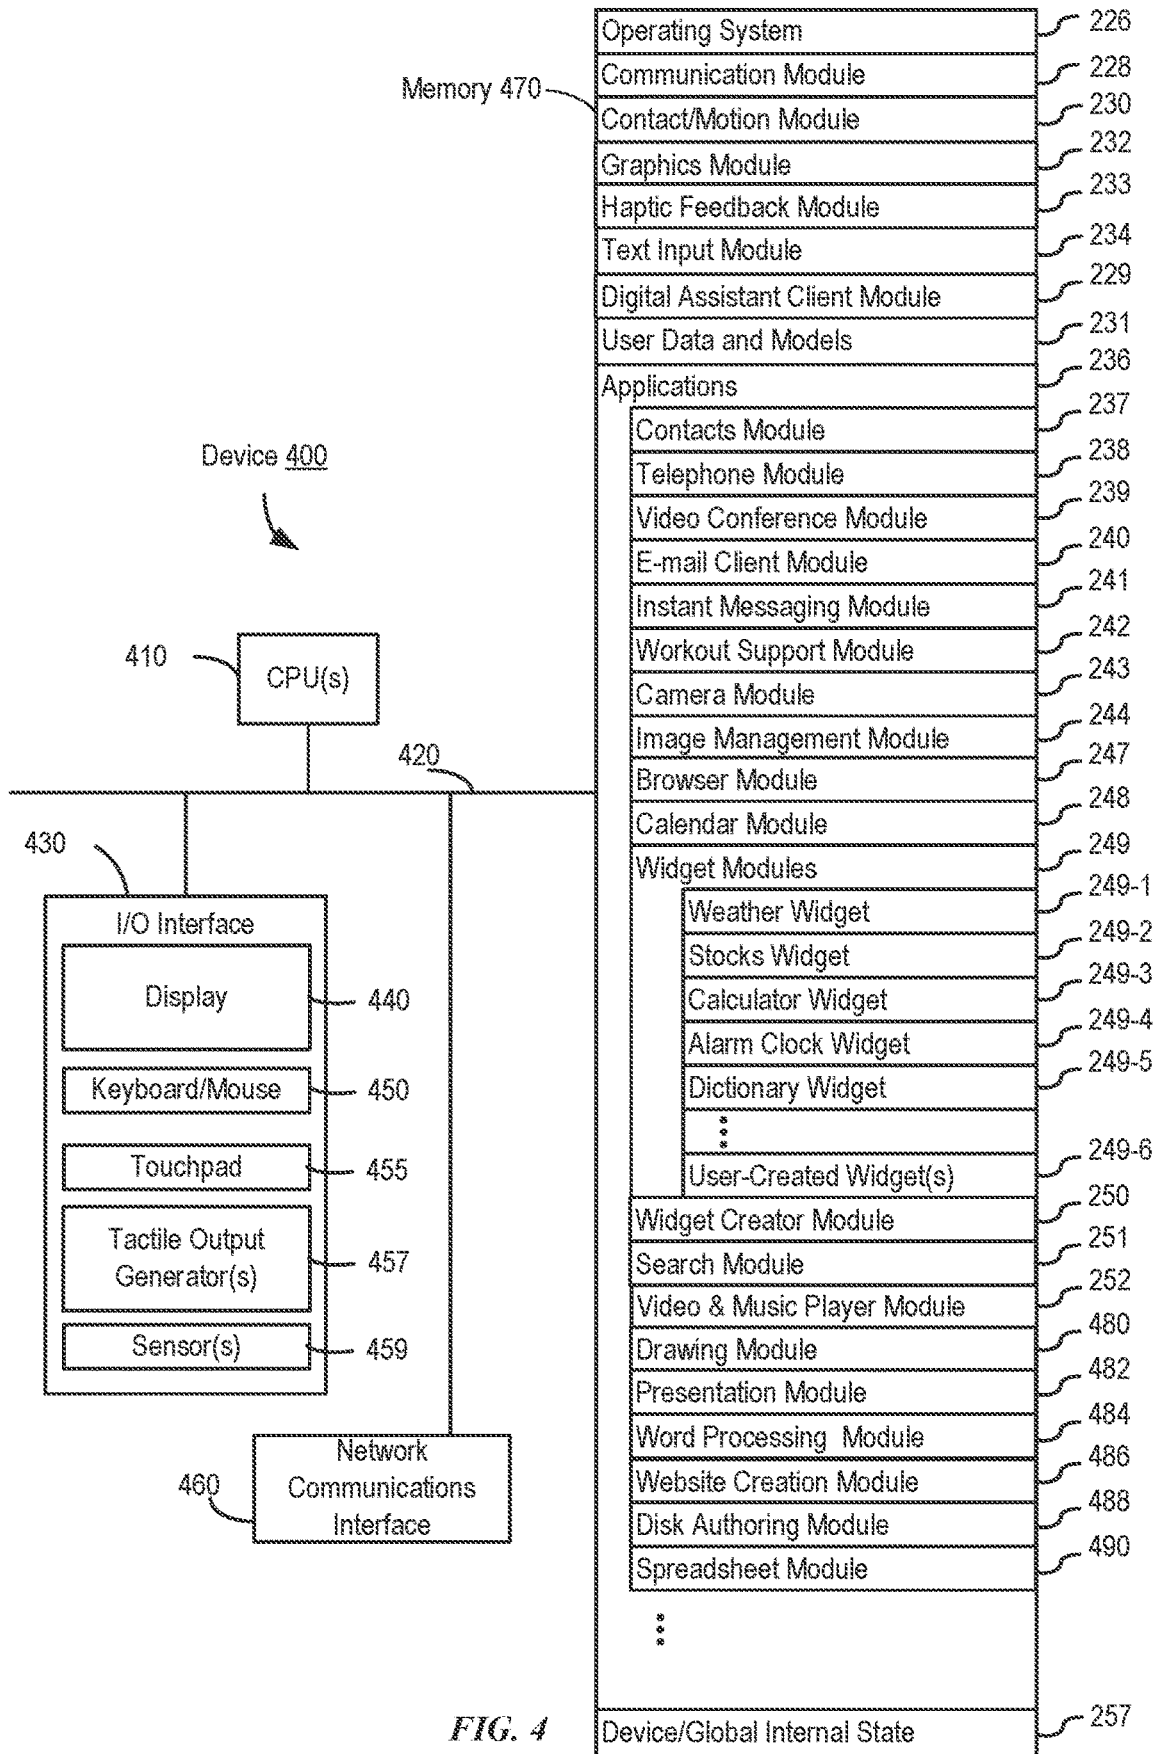 Operating System 226
Communication Module 228
Memory 470
Contact/Motion Module 230
Graphics Module 232
Haptic Feedback Module 233
Text Input Module 234
Digital Assistant Client Module 229
User Data and Models 231
Applications 236
Contacts Module 237
Telephone Module 238
Video Conference Module 239
E-mail Client Module 240
Instant Messaging Module 241
Workout Support Module 242
Camera Module 243
Image Management Module 244
Browser Module 247
Calendar Module 248
Widget Modules 249
Weather Widget 249-1
Stocks Widget 249-2
Calculator Widget 249-3
Alarm Clock Widget 249-4
Dictionary Widget 249-5
User-Created Widget(s) 249-6
Widget Creator Module 250
Search Module 251
Video & Music Player Module 252
Drawing Module 480
Presentation Module 482
Word Processing Module 484
Website Creation Module 486
Disk Authoring Module 488
Spreadsheet Module 490
Device/Global Internal State 257
Device 400
410
CPU(s)
420
430
I/O Interface
Display 440
Keyboard/Mouse 450
Touchpad 455
Tactile Output
Generator(s) 457
Sensor(s) 459
460
Network
Communications
Interface
FIG. 4